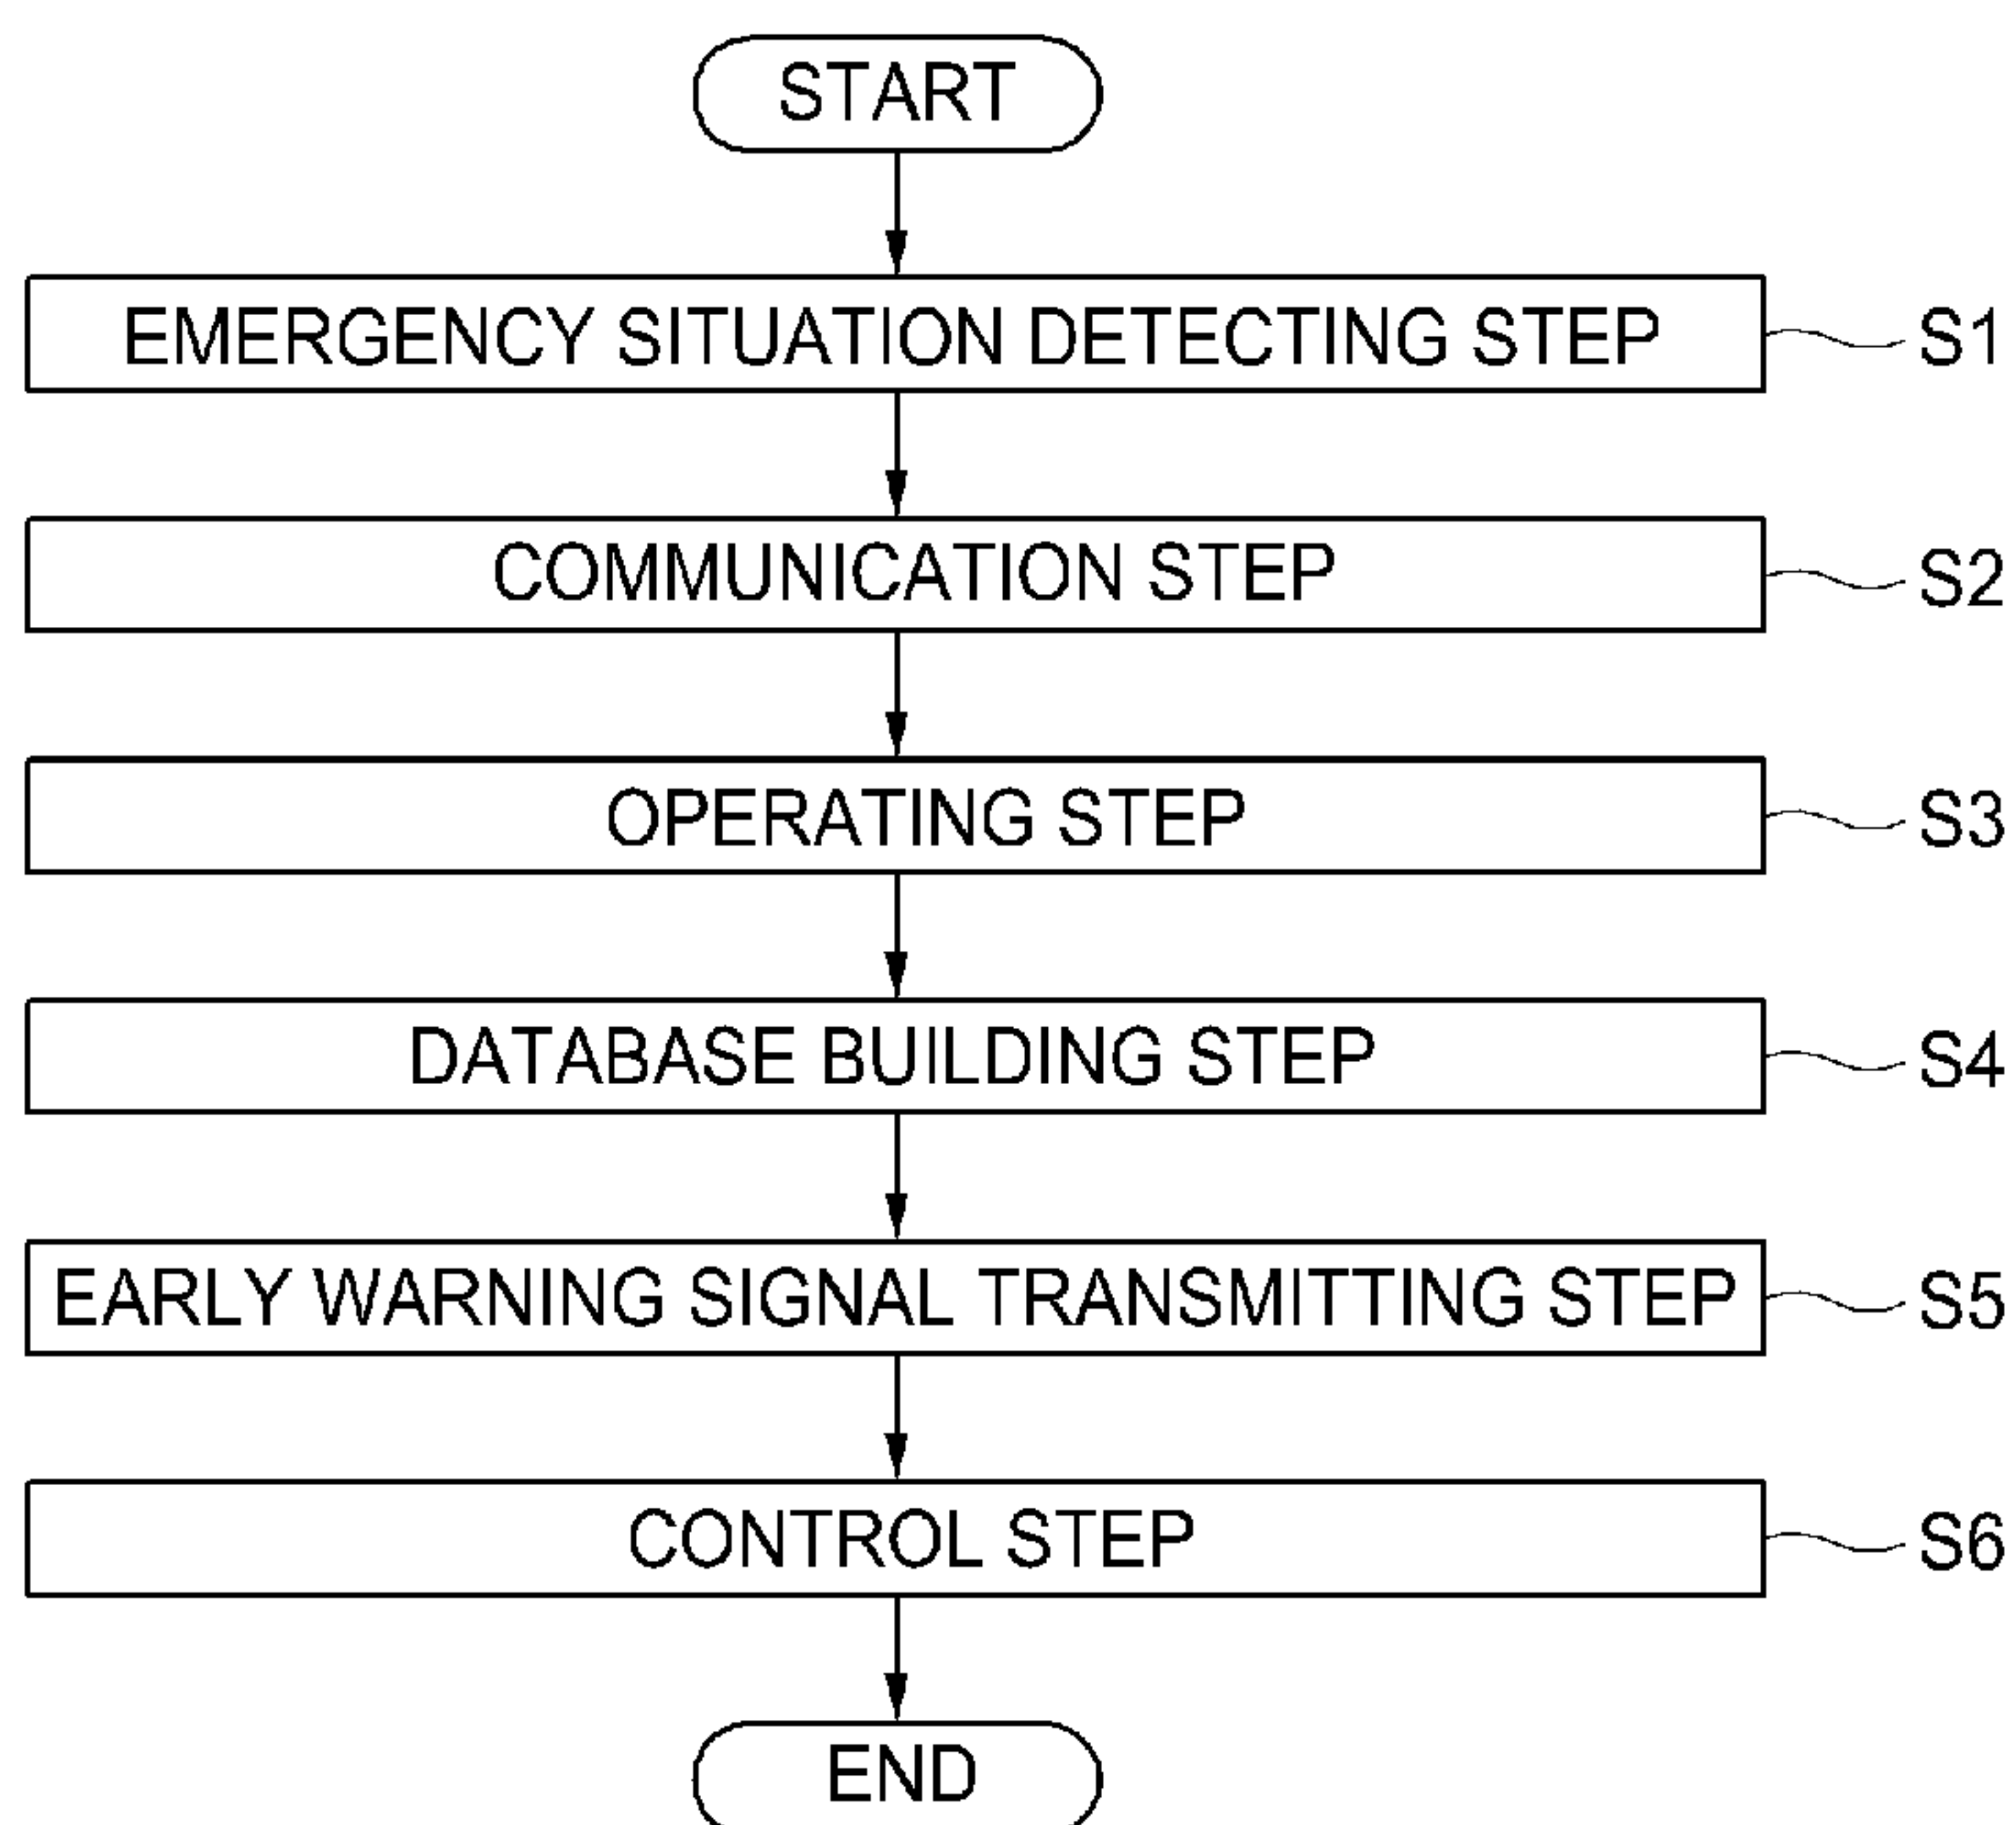 START
EMERGENCY SITUATION DETECTING STEP
S1
COMMUNICATION STEP
S2
OPERATING STEP
S3
DATABASE BUILDING STEP
S4
EARLY WARNING SIGNAL TRANSMITTING STEP
S5
CONTROL STEP
S6
END